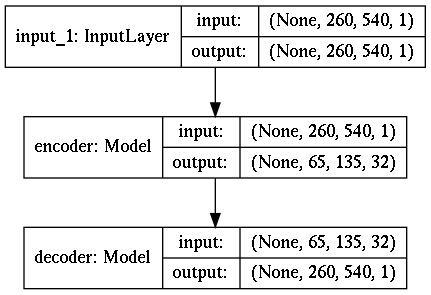 input_1: InputLayer
input: (None, 260, 540, 1)
output: (None, 260, 540, 1)
encoder: Model
input: (None, 260, 540, 1)
output: (None, 65, 135, 32)
decoder: Model
input: (None, 65, 135, 32)
output: (None, 260, 540, 1)